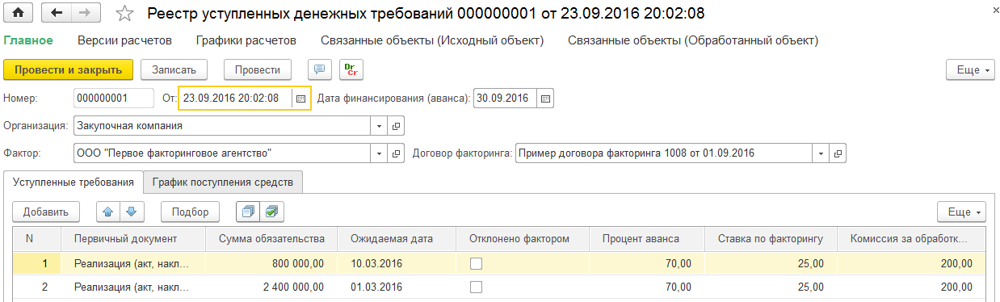 Реестр уступленных денежных требований 000000001 от 23.09.2016 20:02:08 ×
Главное Версии расчетов Графики расчетов Связанные объекты (Исходный объект) Связанные объекты (Обработанный объект)
Провести и закрыть Записать Провести Dr Cr Еще
Номер: 000000001 От: 23.09.2016 20:02:08 Дата финансирования (аванса): 30.09.2016
Организация: Закупочная компания
Фактор: ООО "Первое факторинговое агентство" Договор факторинга: Пример договора факторинга 1008 от 01.09.2016
Уступленные требования График поступления средств
Добавить Подбор Еще
N Первичный документ Сумма обязательства Ожидаемая дата Отклонено фактором Процент аванса Ставка по факторингу Комиссия за обработк...
1 Реализация (акт, накл... 800 000,00 10.03.2016 70,00 25,00 200,00
2 Реализация (акт, накл... 2 400 000,00 01.03.2016 70,00 25,00 200,00